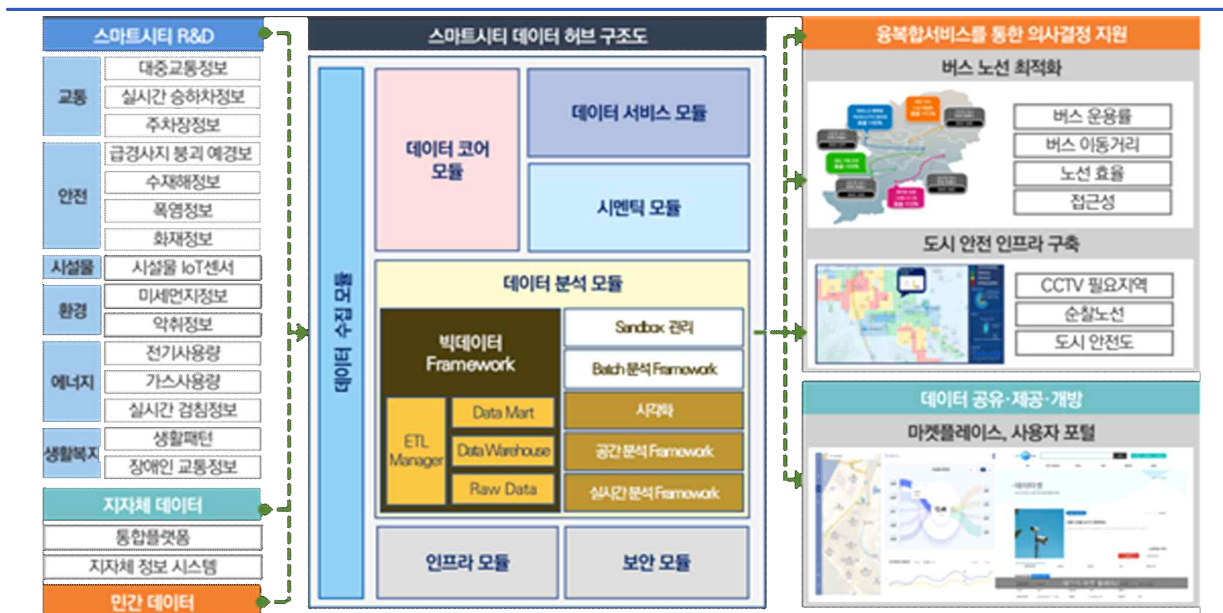 스마트시티 R&D
교통
대중교통정보
실시간 승하차정보
주차장정보
안전
급경사지 붕괴 예경보
수재해정보
폭염정보
화재정보
시설물
시설물 IoT센서
환경
미세먼지정보
악취정보
에너지
전기사용량
가스사용량
실시간 검침정보
생활복지
생활패턴
장애인 교통정보
지자체 데이터
통합플랫폼
지자체 정보 시스템
민간 데이터
스마트시티 데이터 허브 구조도
데이터 수집 모듈
데이터 코어
모듈
데이터 서비스 모듈
시멘틱 모듈
데이터 분석 모듈
빅데이터
Framework
ETL
Manager
Data Mart
Data Warehouse
Raw Data
Sandbox 관리
Batch 분석 Framework
시각화
공간 분석 Framework
실시간 분석 Framework
인프라 모듈
보안 모듈
융복합서비스를 통한 의사결정 지원
버스 노선 최적화
버스 운용률
버스 이동거리
노선 효율
접근성
도시 안전 인프라 구축
CCTV 필요지역
순찰노선
도시 안전도
데이터 공유·제공·개방
마켓플레이스, 사용자 포털